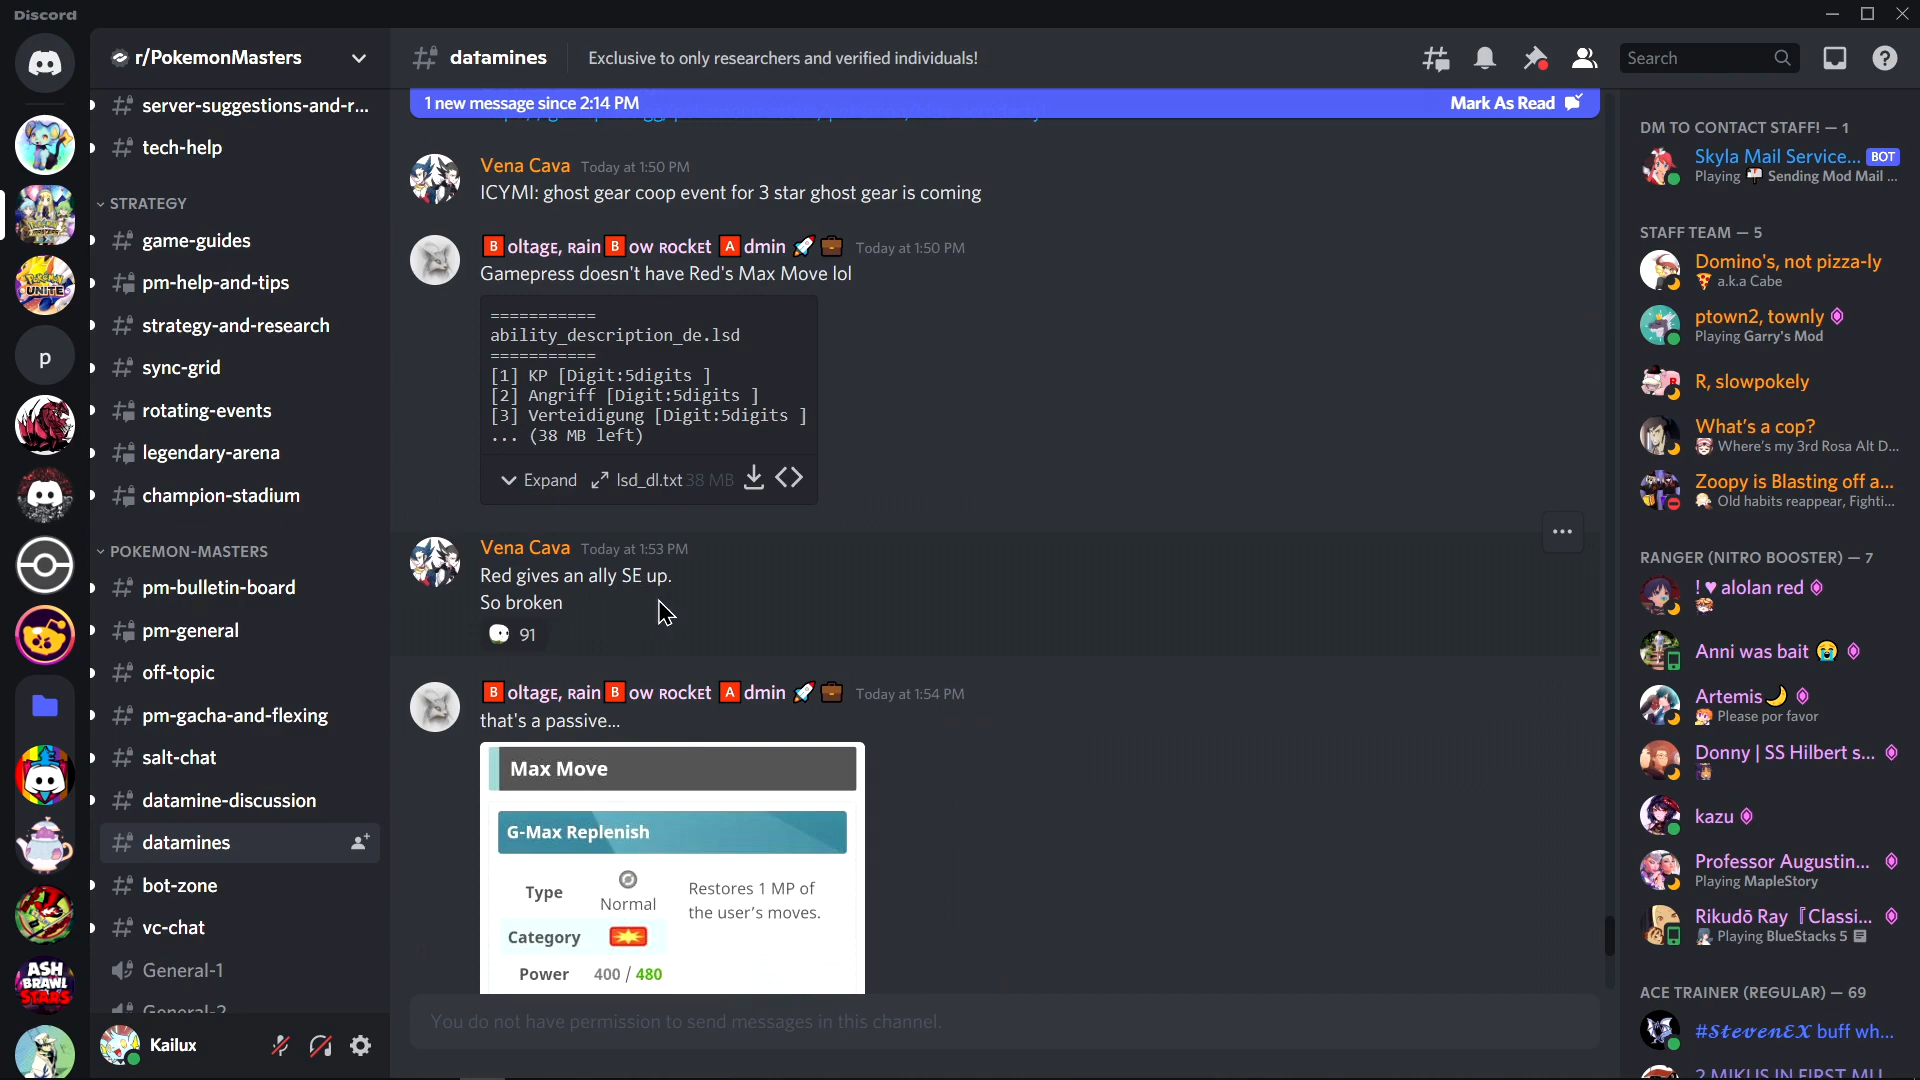 Discord
r/PokemonMasters
datamines
Exclusive to only researchers and verified individuals!
Search
server-suggestions-and-r...
tech-help
STRATEGY
game-guides
pm-help-and-tips
strategy-and-research
sync-grid
rotating-events
legendary-arena
champion-stadium
POKEMON-MASTERS
pm-bulletin-board
pm-general
off-topic
pm-gacha-and-flexing
salt-chat
datamine-discussion
datamines
bot-zone
vc-chat
General-1
General-2
Kailux
UNITE
p
ASH
BRAWL
STARS
1 new message since 2:14 PM
Mark As Read
Vena Cava Today at 1:50 PM
ICYMI: ghost gear coop event for 3 star ghost gear is coming
B oltagE, RAin B ow RocKET A dmin Today at 1:50 PM
Gamepress doesn't have Red's Max Move lol
===========
ability_description_de.lsd
===========
[1] KP [Digit:5digits ]
[2] Angriff [Digit:5digits ]
[3] Verteidigung [Digit:5digits ]
... (38 MB left)
Expand lsd_dl.txt 38 MB
Vena Cava Today at 1:53 PM
Red gives an ally SE up.
So broken
91
B oltagE, RAin B ow RocKET A dmin Today at 1:54 PM
that's a passive...
Max Move
G-Max Replenish
Type
Normal
Restores 1 MP of
the user's moves.
Category
Power 400 / 480
You do not have permission to send messages in this channel.
DM TO CONTACT STAFF! — 1
Skyla Mail Service... BOT
Playing Sending Mod Mail ...
STAFF TEAM — 5
Domino's, not pizza-ly
a.k.a Cabe
ptown2, townly
Playing Garry's Mod
R, slowpokely
What's a cop?
Where's my 3rd Rosa Alt D...
Zoopy is Blasting off a...
Old habits reappear, Fighti...
RANGER (NITRO BOOSTER) — 7
! ♥ alolan red
Anni was bait 😭
Artemis🌙
Please por favor
Donny | SS Hilbert s...
kazu
Professor Augustin...
Playing MapleStory
Rikudō Ray『Classi...
Playing BlueStacks 5
ACE TRAINER (REGULAR) — 69
#𝓢𝓽𝓮𝓿𝓮𝓷𝓔𝓧 buff wh...
2 MIKUS IN FIRST MU